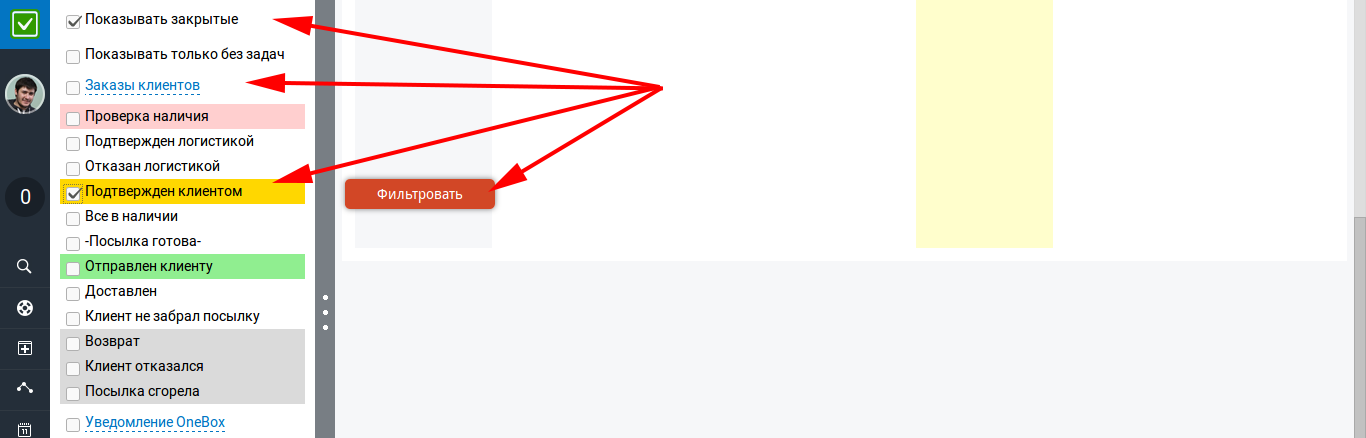 Показывать закрытые
Показывать только без задач
Заказы клиентов
Проверка наличия
Подтвержден логистикой
Отказан логистикой
Подтвержден клиентом
Фильтровать
0
Все в наличии
-Посылка готова-
Отправлен клиенту
Доставлен
Клиент не забрал посылку
Возврат
Клиент отказался
Посылка сгорела
Уведомление OneBox
11